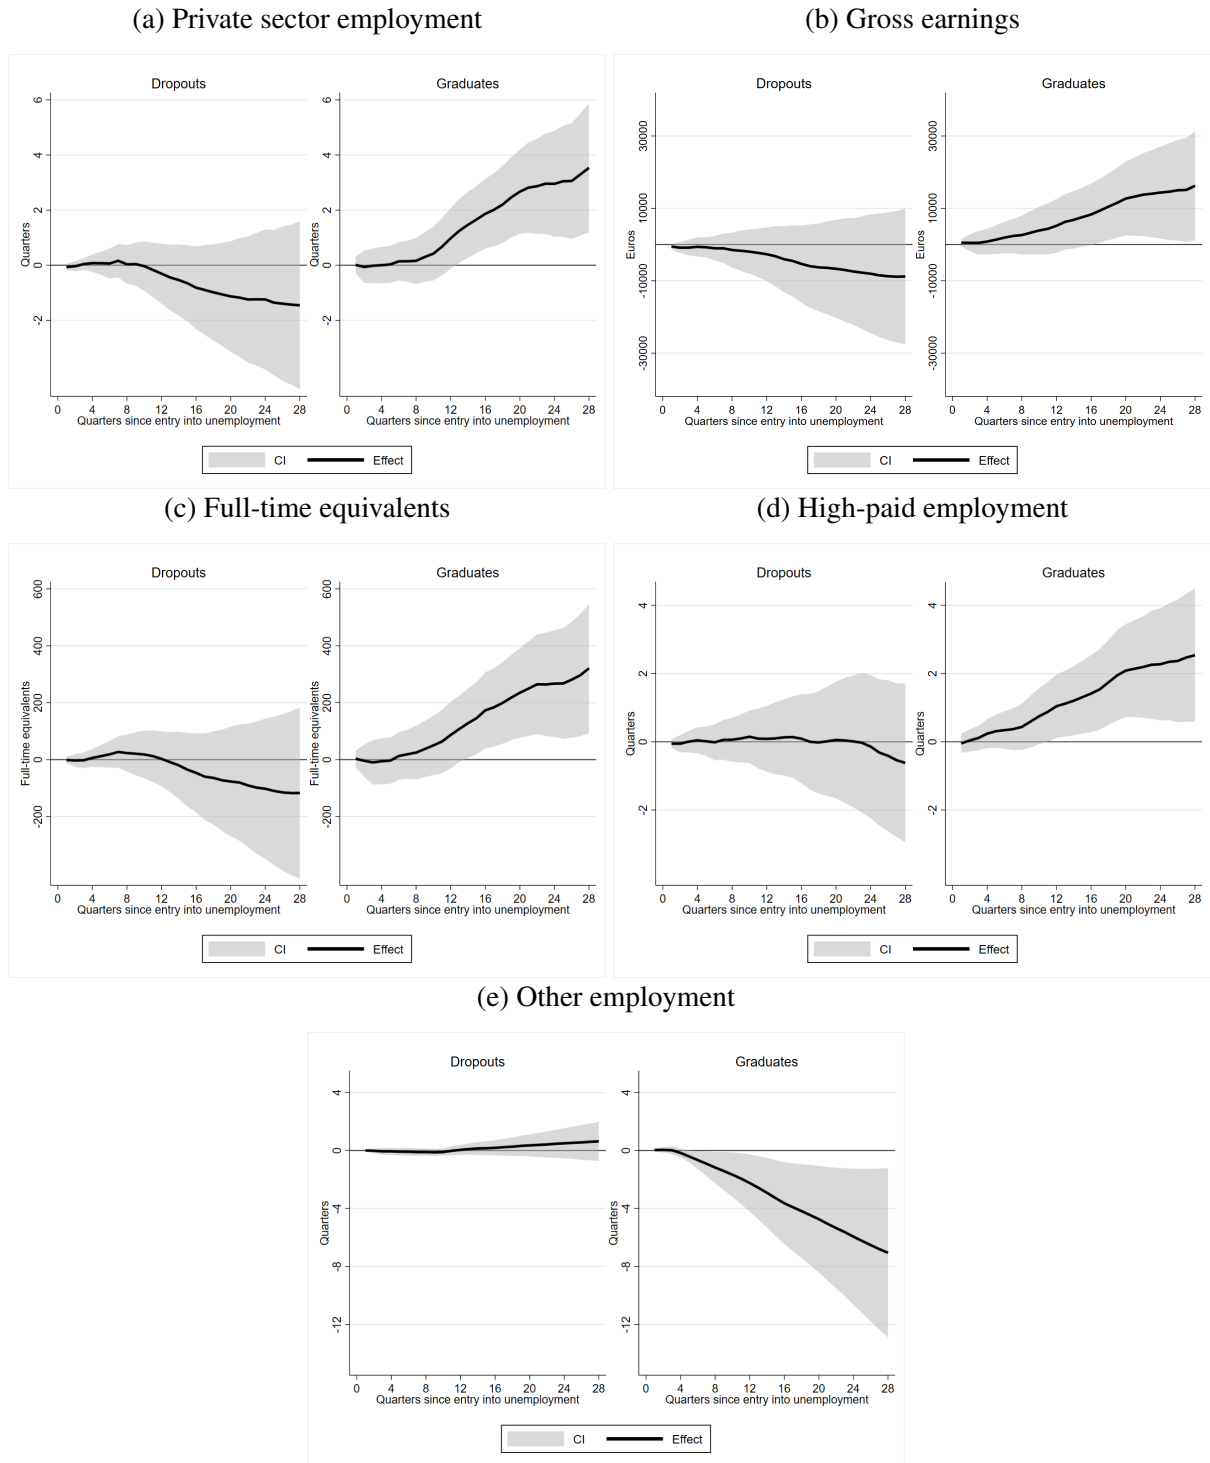 (a) Private sector employment
(b) Gross earnings
Dropouts
Graduates
6
4
2
0
-2
Quarters
0 4 8 12 16 20 24 28
Quarters since entry into unemployment
6
4
2
0
-2
Quarters
0 4 8 12 16 20 24 28
Quarters since entry into unemployment
CI
Effect
Dropouts
Graduates
30000
10000
-10000
-30000
Euros
0 4 8 12 16 20 24 28
Quarters since entry into unemployment
30000
10000
-10000
-30000
Euros
0 4 8 12 16 20 24 28
Quarters since entry into unemployment
CI
Effect
(c) Full-time equivalents
(d) High-paid employment
Dropouts
Graduates
600
400
200
0
-200
Full-time equivalents
0 4 8 12 16 20 24 28
Quarters since entry into unemployment
600
400
200
0
-200
Full-time equivalents
0 4 8 12 16 20 24 28
Quarters since entry into unemployment
CI
Effect
Dropouts
Graduates
4
2
0
-2
Quarters
0 4 8 12 16 20 24 28
Quarters since entry into unemployment
4
2
0
-2
Quarters
0 4 8 12 16 20 24 28
Quarters since entry into unemployment
CI
Effect
(e) Other employment
Dropouts
Graduates
4
0
-4
-8
-12
Quarters
0 4 8 12 16 20 24 28
Quarters since entry into unemployment
4
0
-4
-8
-12
Quarters
0 4 8 12 16 20 24 28
Quarters since entry into unemployment
CI
Effect